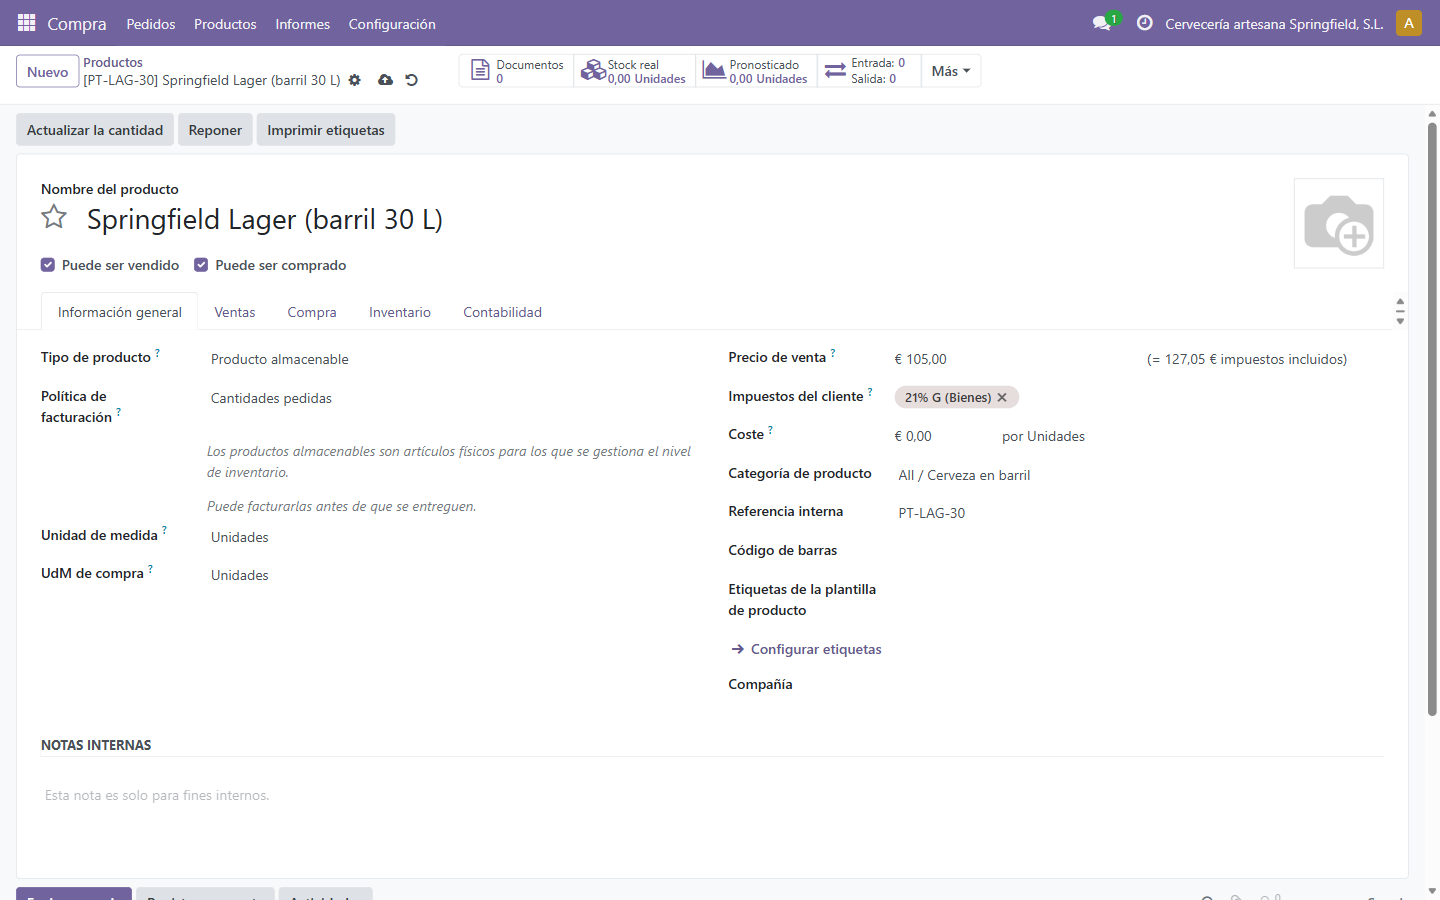 Compra Pedidos Productos Informes Configuración 1 Cervecería artesana Springfield, S.L. A
Nuevo
Productos
[PT-LAG-30] Springfield Lager (barril 30 L)
Documentos
0
Stock real
0,00 Unidades
Pronosticado
0,00 Unidades
Entrada: 0
Salida: 0
Más
Actualizar la cantidad Reponer Imprimir etiquetas
Nombre del producto
Springfield Lager (barril 30 L)
Puede ser vendido Puede ser comprado
Información general Ventas Compra Inventario Contabilidad
Tipo de producto ? Producto almacenable
Política de
facturación ? Cantidades pedidas
Los productos almacenables son artículos físicos para los que se gestiona el nivel
de inventario.
Puede facturarlas antes de que se entreguen.
Unidad de medida ? Unidades
UdM de compra ? Unidades
Precio de venta ? € 105,00 (= 127,05 € impuestos incluidos)
Impuestos del cliente ? 21% G (Bienes)
Coste ? € 0,00 por Unidades
Categoría de producto All / Cerveza en barril
Referencia interna PT-LAG-30
Código de barras
Etiquetas de la plantilla
de producto
Configurar etiquetas
Compañía
NOTAS INTERNAS
Esta nota es solo para fines internos.